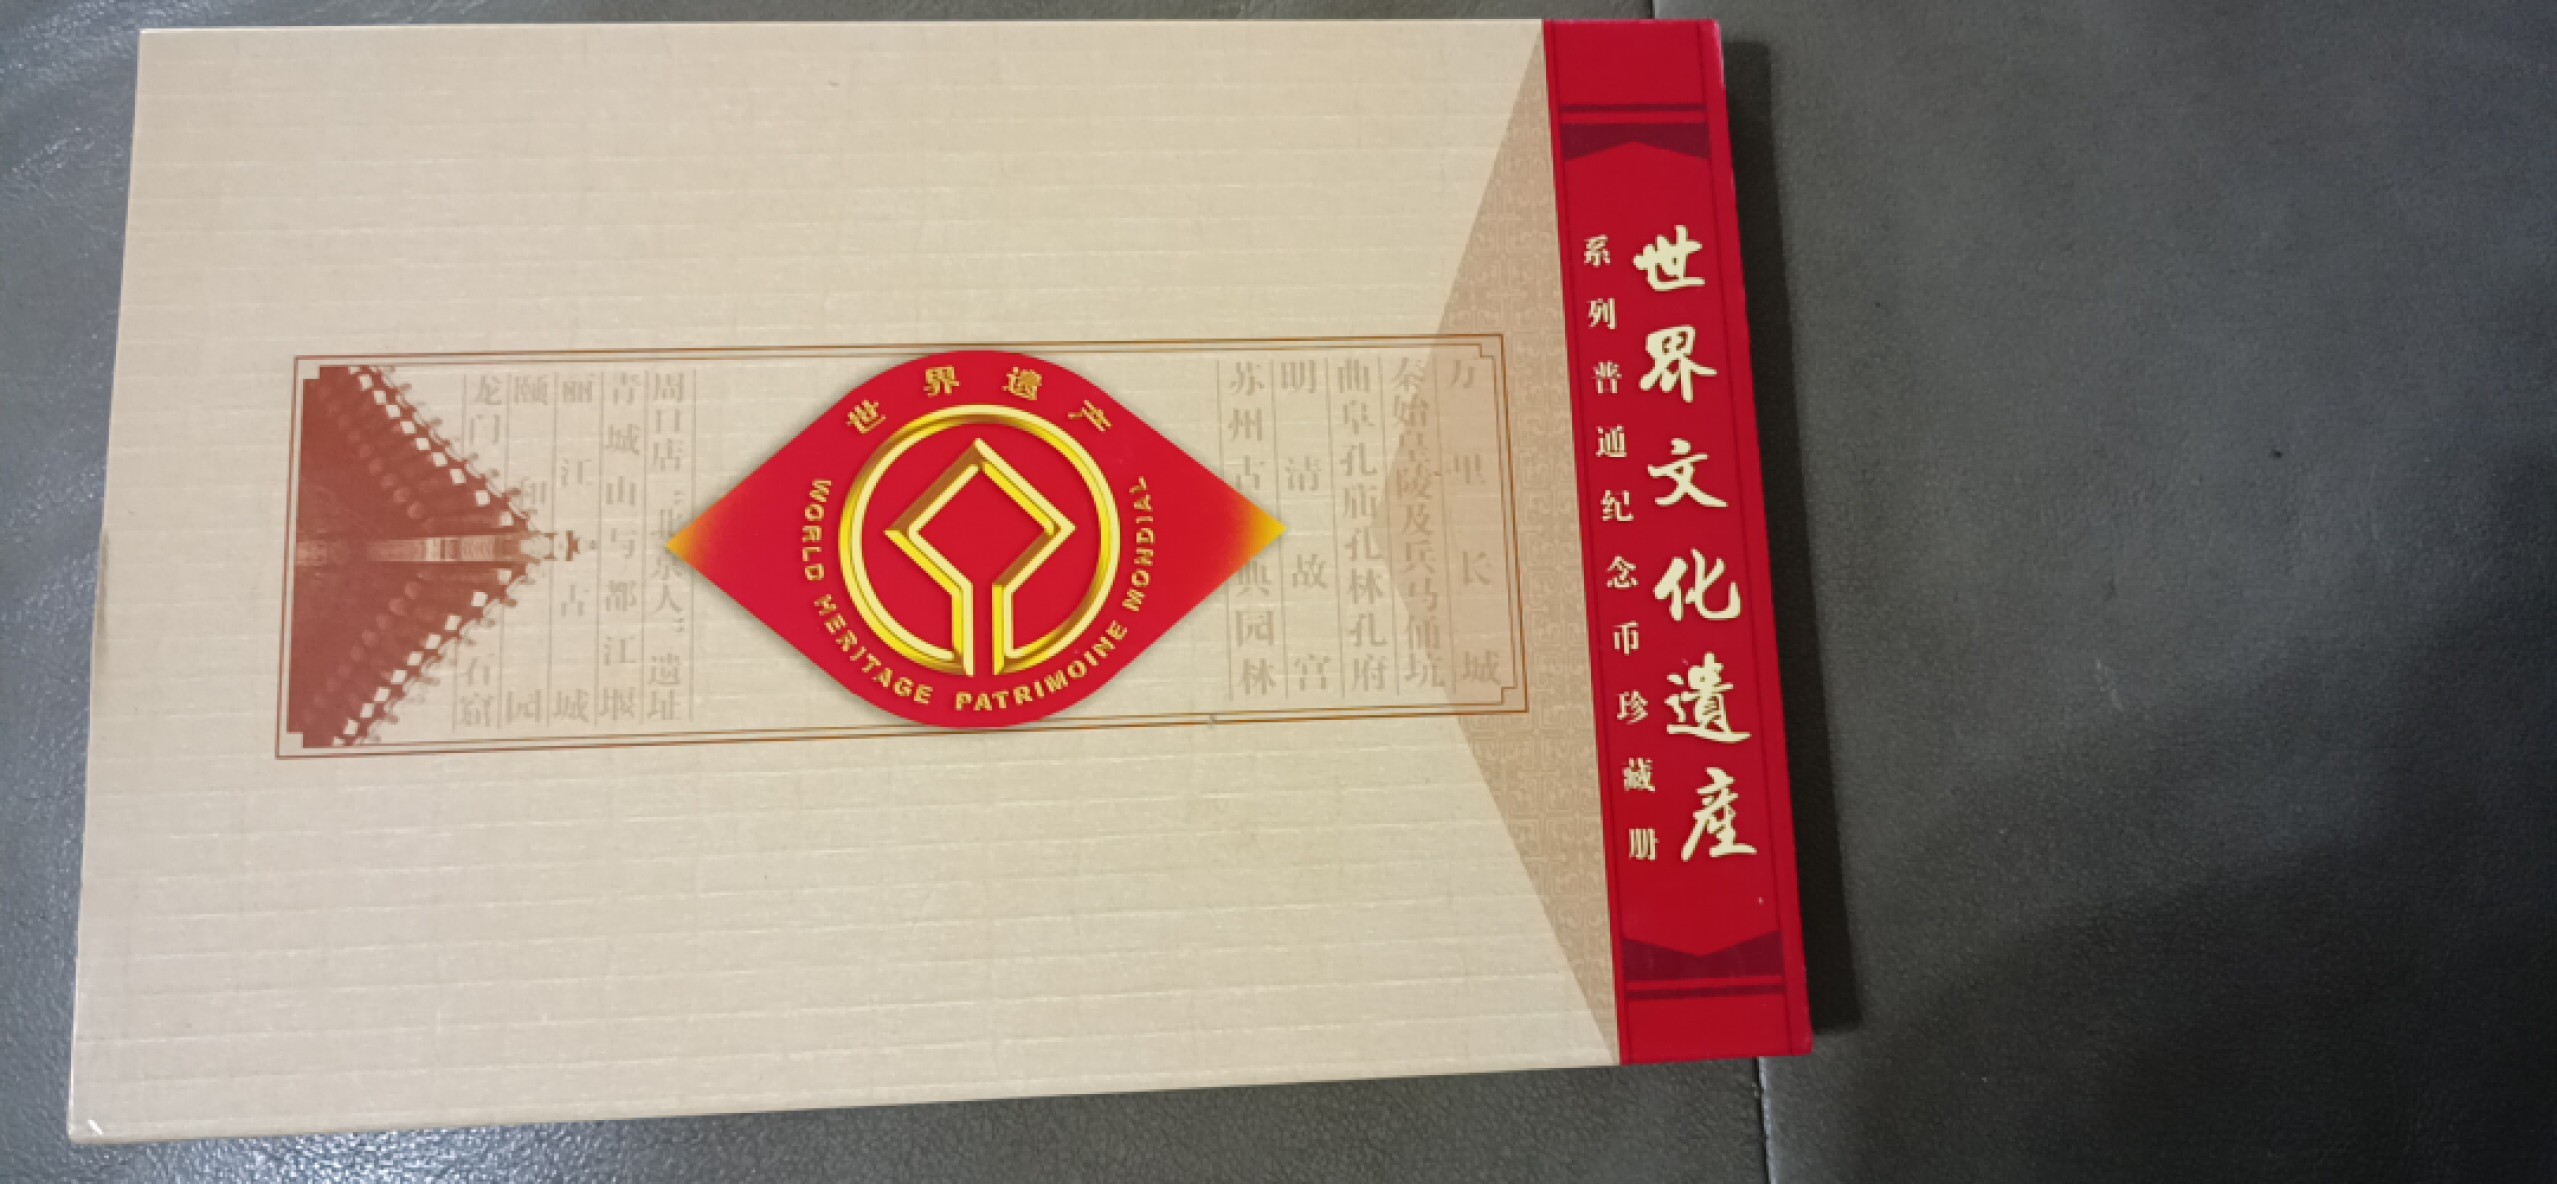 世界文化遺産
系列普通纪念币珍藏册
万里长城
秦始皇陵及兵马俑坑
曲阜孔庙孔林孔府
明清故宫
苏州古典园林
世界遗产
WORLD HERITAGE PATRIMOINE MONDIAL
周口店“北京人”遗址
青城山与都江堰
丽江古城
颐和园
龙门石窟